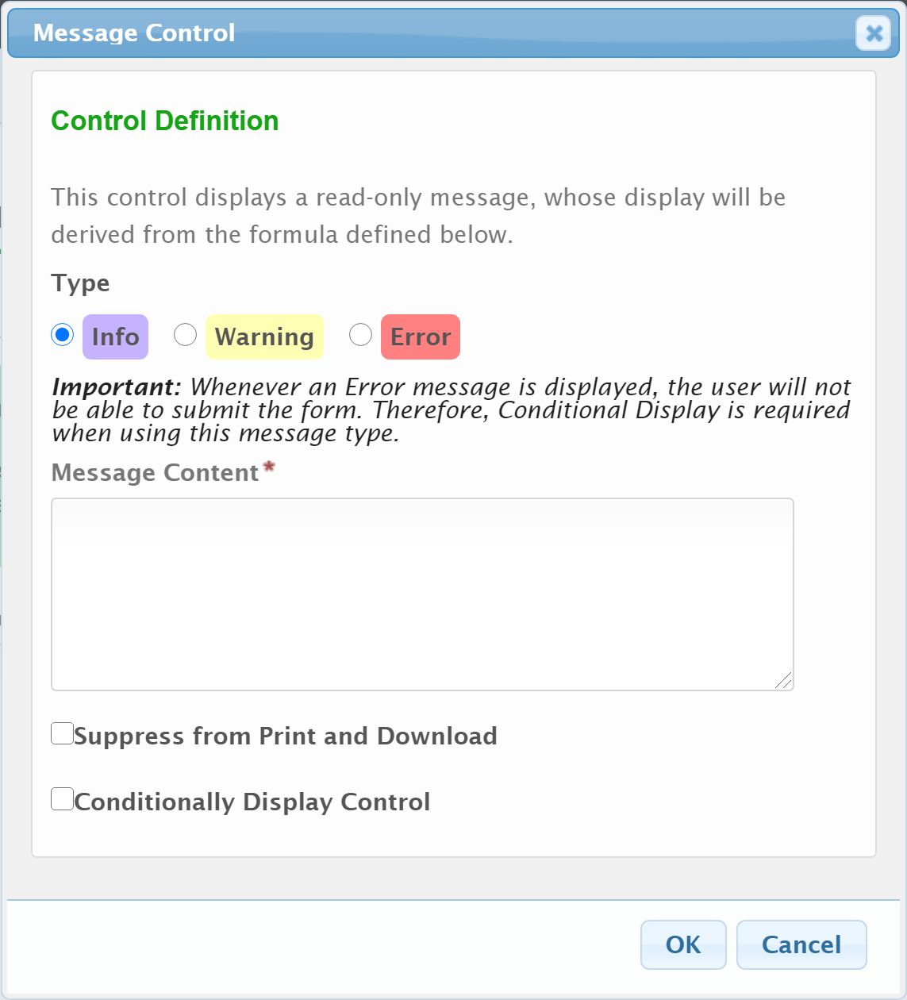 Message Control
Control Definition
This control displays a read-only message, whose display will be
derived from the formula defined below.
Type
Info Warning Error
Important: Whenever an Error message is displayed, the user will not
be able to submit the form. Therefore, Conditional Display is required
when using this message type.
Message Content*
Suppress from Print and Download
Conditionally Display Control
OK Cancel